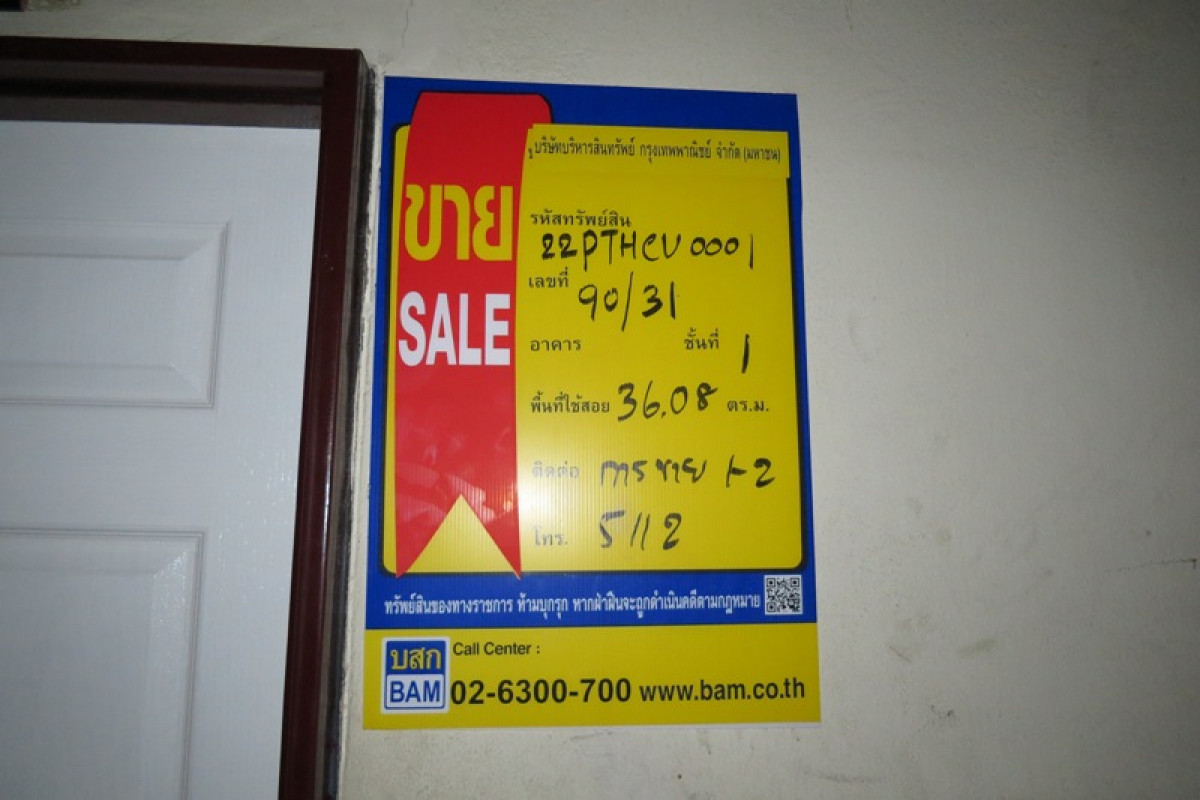 บริษัทบริหารสินทรัพย์ กรุงเทพพาณิชย์ จำกัด (มหาชน)
ขาย
SALE
รหัสทรัพย์สิน
22PTHCU0001
เลขที่ 90/31
อาคาร ชั้นที่ 1
พื้นที่ใช้สอย 36.08 ตร.ม.
ติดต่อ การขาย 1-2
โทร. 5112
ทรัพย์สินของทางราชการ ห้ามบุกรุก หากฝ่าฝืนจะถูกดำเนินคดีตามกฎหมาย
บสก
BAM
Call Center :
02-6300-700 www.bam.co.th